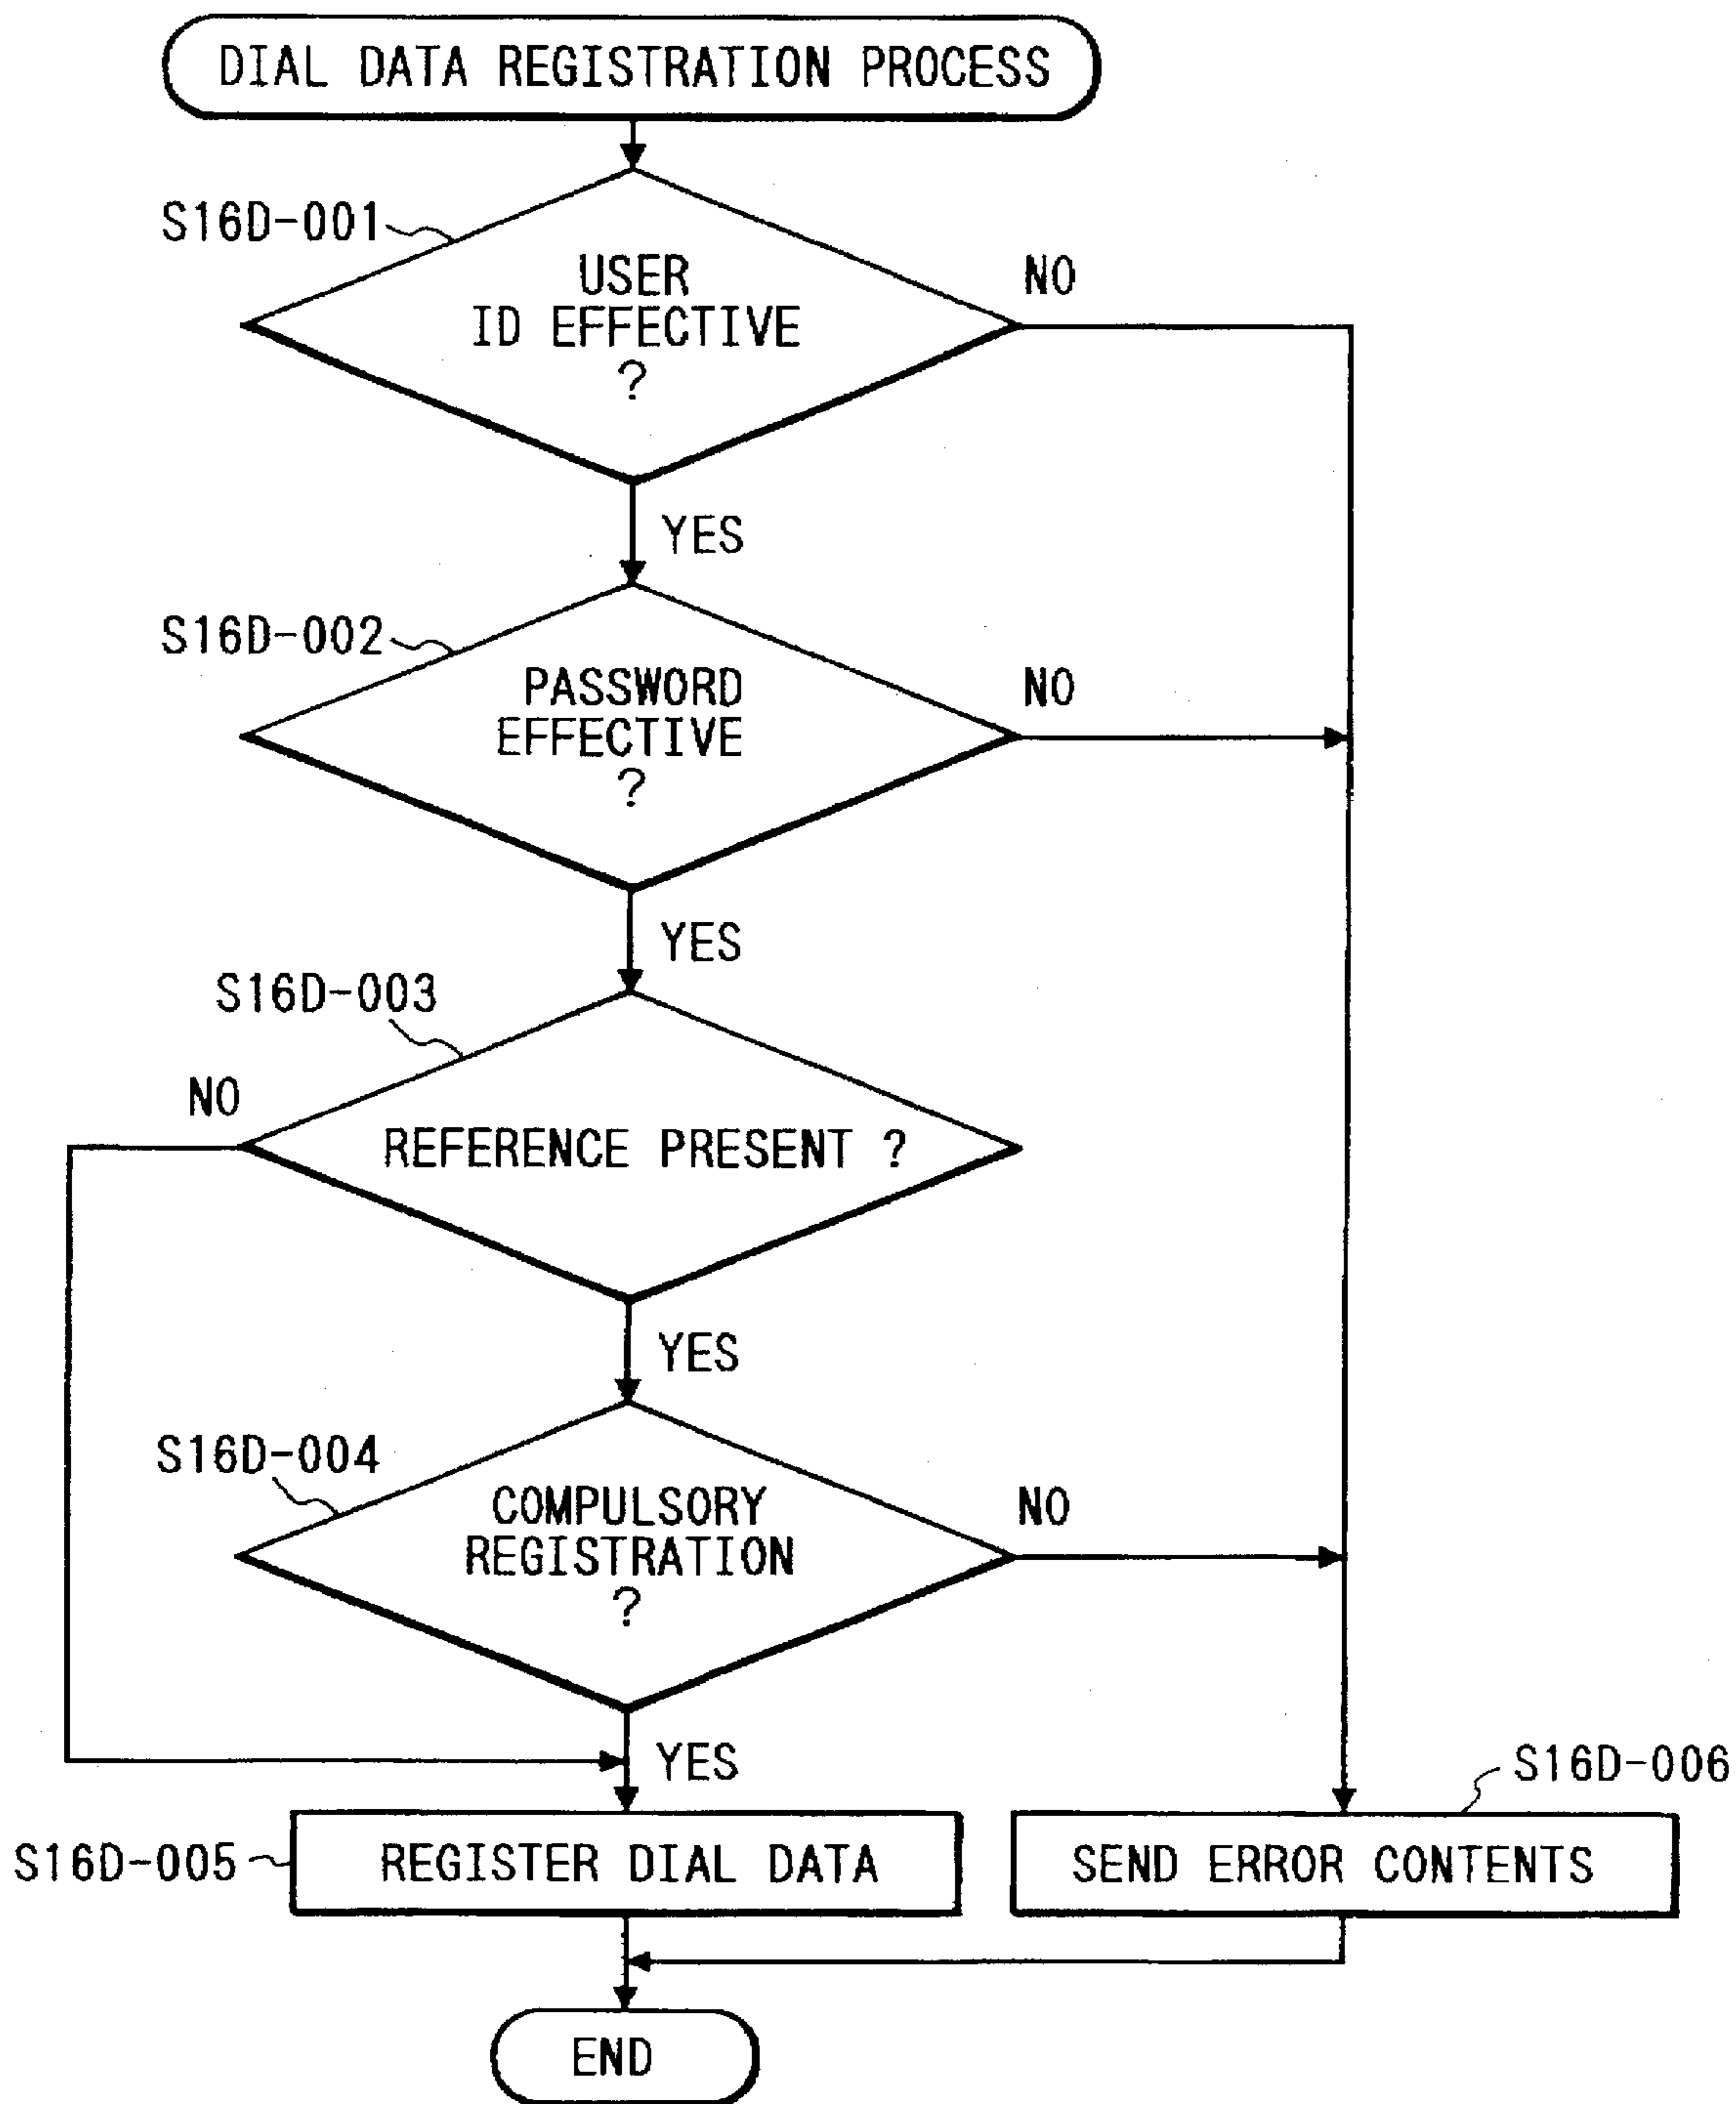 DIAL DATA REGISTRATION PROCESS
S16D-001
USER
ID EFFECTIVE
?
NO
YES
S16D-002
PASSWORD
EFFECTIVE
?
NO
YES
S16D-003
NO
REFERENCE PRESENT ?
YES
S16D-004
COMPULSORY
REGISTRATION
?
NO
YES
S16D-006
S16D-005
REGISTER DIAL DATA
SEND ERROR CONTENTS
END